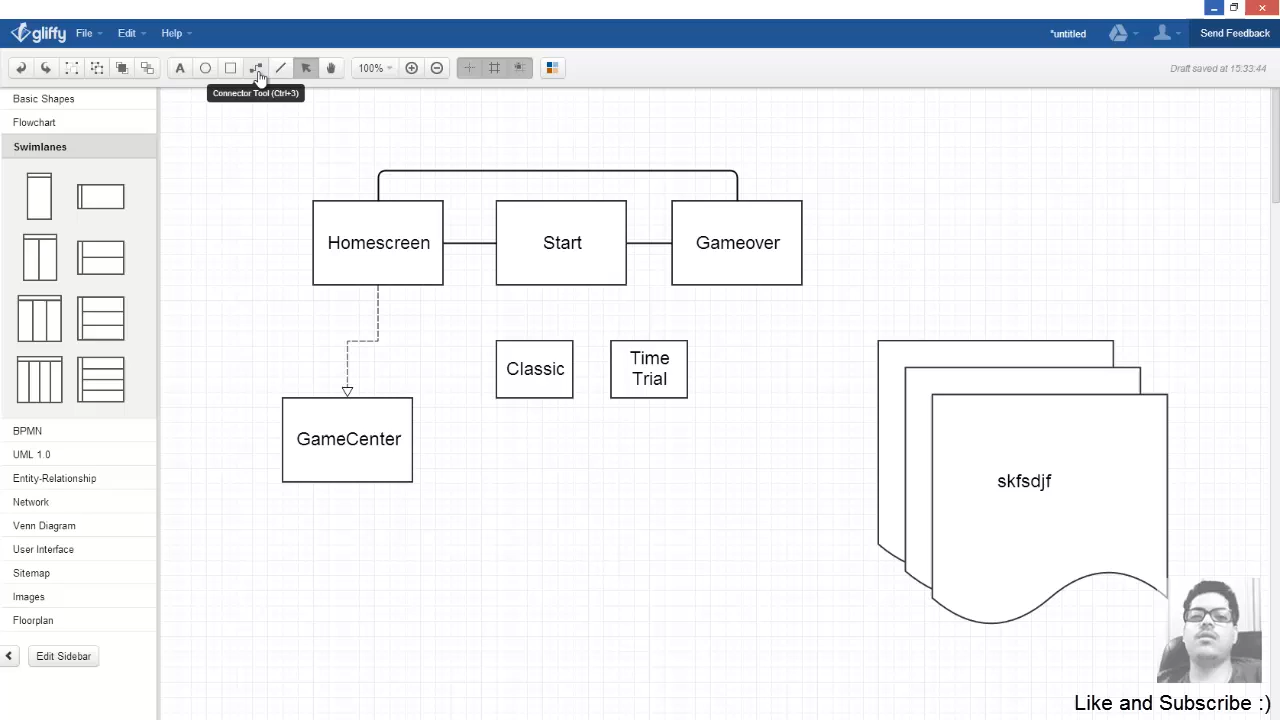 gliffy File Edit Help *untitled Send Feedback
A 100% Draft saved at 15:33:44
Connector Tool (Ctrl+3)
Basic Shapes
Flowchart
Swimlanes
BPMN
UML 1.0
Entity-Relationship
Network
Venn Diagram
User Interface
Sitemap
Images
Floorplan
Edit Sidebar
Homescreen Start Gameover
Classic
Time
Trial
GameCenter
skfsdjf
Like and Subscribe :)